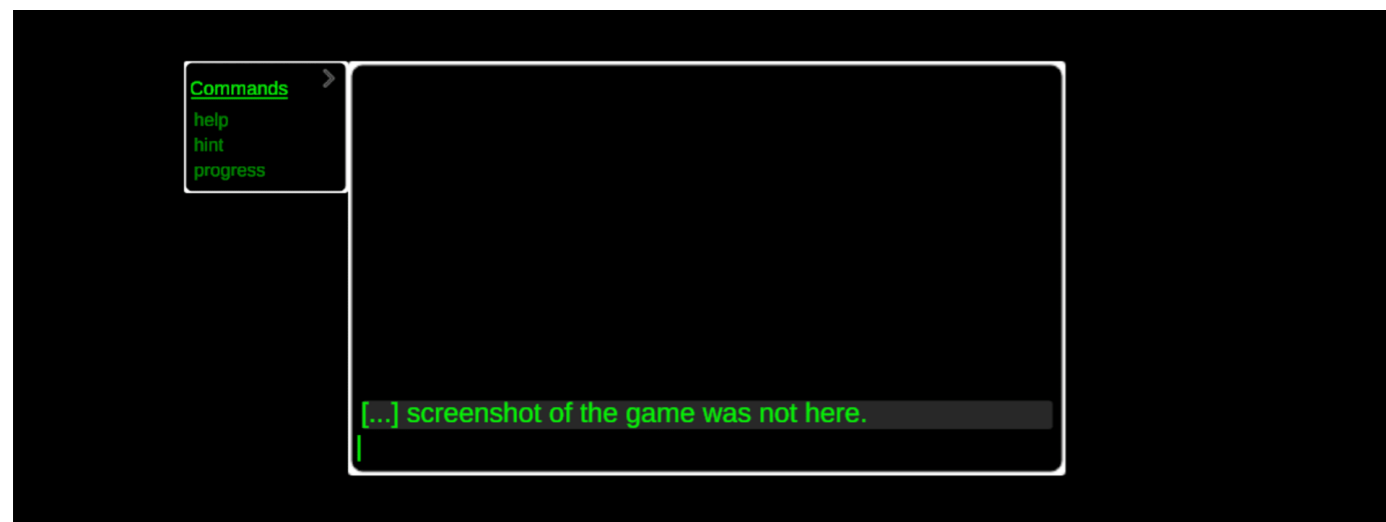 Commands
help
hint
progress
[...] screenshot of the game was not here.